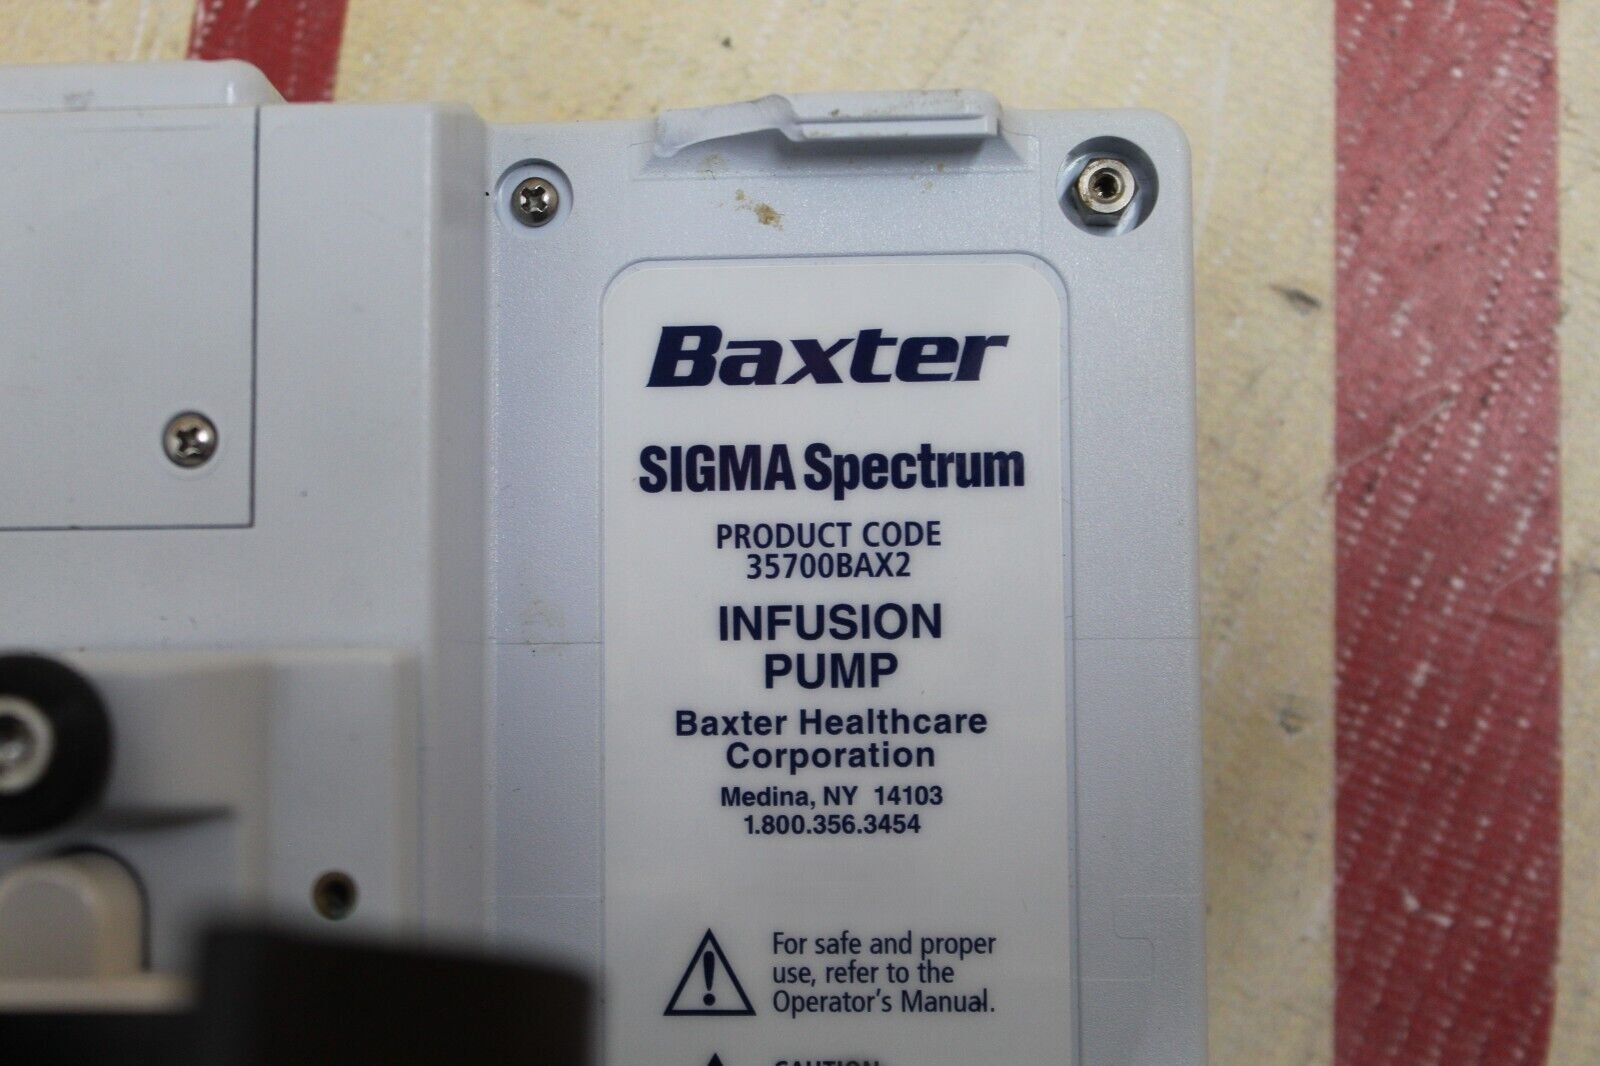 Baxter
SIGMA Spectrum
PRODUCT CODE
35700BAX2
INFUSION
PUMP
Baxter Healthcare
Corporation
Medina, NY 14103
1.800.356.3454
For safe and proper
use, refer to the
Operator's Manual.
CAUTION